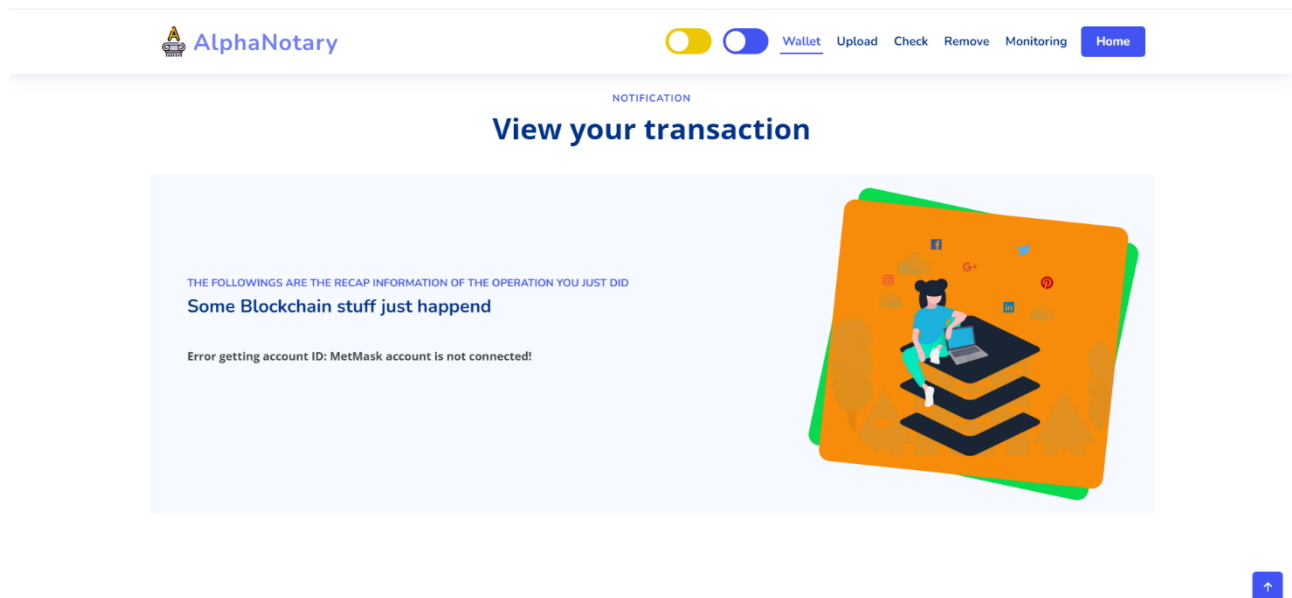 AlphaNotary
Wallet Upload Check Remove Monitoring Home
NOTIFICATION
View your transaction
THE FOLLOWINGS ARE THE RECAP INFORMATION OF THE OPERATION YOU JUST DID
Some Blockchain stuff just happend
Error getting account ID: MetMask account is not connected!